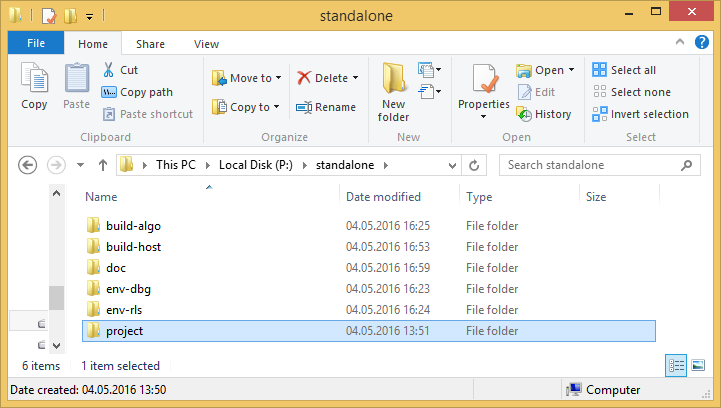 standalone
File Home Share View
Copy Paste Cut Copy path Paste shortcut Move to Copy to Delete Rename New folder Properties Open Edit History Select all Select none Invert selection
Clipboard Organize New Open Select
This PC Local Disk (P:) standalone Search standalone
Name Date modified Type Size
build-algo 04.05.2016 16:25 File folder
build-host 04.05.2016 16:53 File folder
doc 04.05.2016 16:59 File folder
env-dbg 04.05.2016 16:23 File folder
env-rls 04.05.2016 16:24 File folder
project 04.05.2016 13:51 File folder
6 items 1 item selected
Date created: 04.05.2016 13:50 Computer